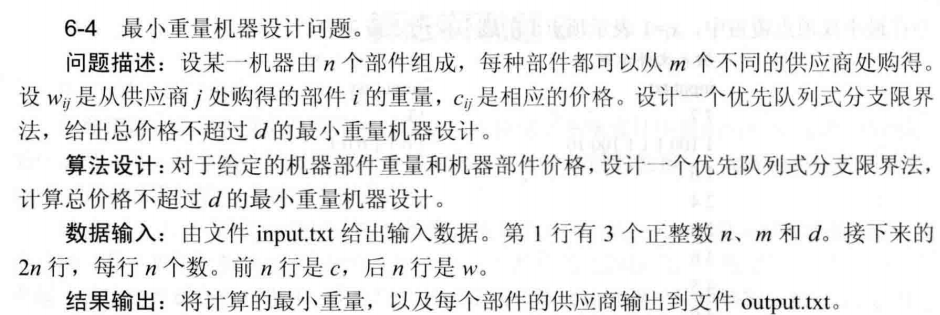 6-4 最小重量机器设计问题。
问题描述：设某一机器由 n 个部件组成，每种部件都可以从 m 个不同的供应商处购得。
设 wij 是从供应商 j 处购得的部件 i 的重量，cij 是相应的价格。设计一个优先队列式分支限界
法，给出总价格不超过 d 的最小重量机器设计。
算法设计：对于给定的机器部件重量和机器部件价格，设计一个优先队列式分支限界法，
计算总价格不超过 d 的最小重量机器设计。
数据输入：由文件 input.txt 给出输入数据。第 1 行有 3 个正整数 n、m 和 d。接下来的
2n 行，每行 n 个数。前 n 行是 c，后 n 行是 w。
结果输出：将计算的最小重量，以及每个部件的供应商输出到文件 output.txt。